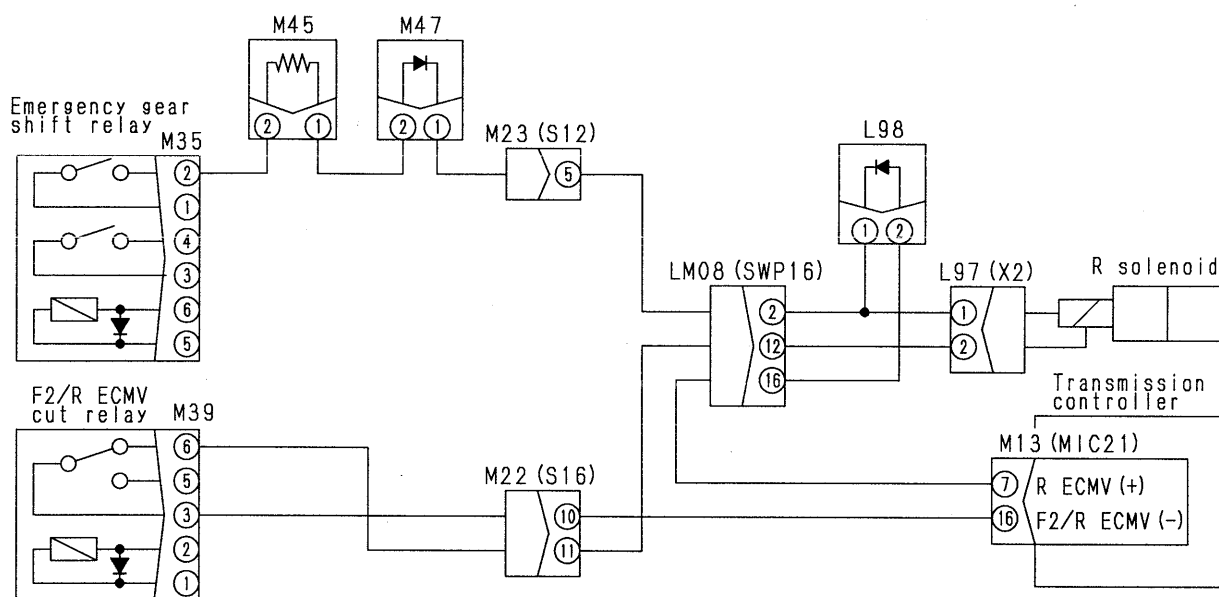 M45
M47
Emergency gear
shift relay
M35
2
1
2
1
M23 (S12)
5
L98
2
1
4
3
6
5
1
2
LM08 (SWP16)
2
12
16
L97 (X2)
1
2
R solenoid
F2/R ECMV
cut relay
M39
6
5
3
2
1
M22 (S16)
10
11
Transmission
controller
M13 (MIC21)
7 R ECMV (+)
16 F2/R ECMV (-)